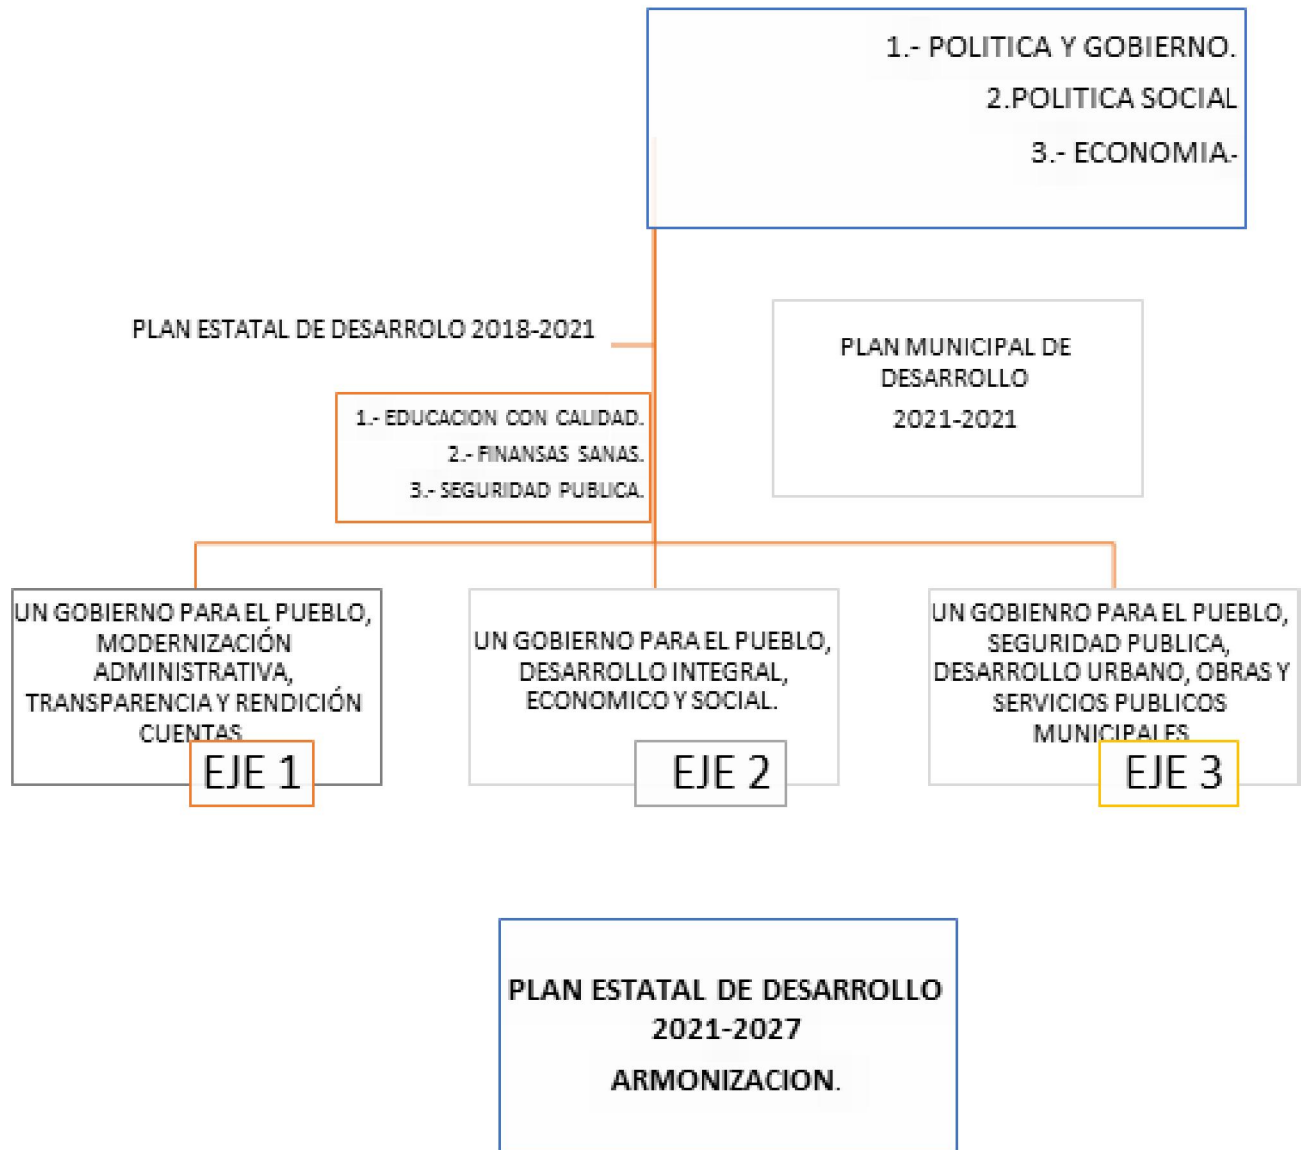 1.- POLITICA Y GOBIERNO.
2.POLITICA SOCIAL
3.- ECONOMIA.-
PLAN ESTATAL DE DESARROLO 2018-2021
PLAN MUNICIPAL DE
DESARROLLO
2021-2021
1.- EDUCACION CON CALIDAD.
2.- FINANSAS SANAS.
3.- SEGURIDAD PUBLICA.
UN GOBIERNO PARA EL PUEBLO,
MODERNIZACIÓN
ADMINISTRATIVA,
TRANSPARENCIA Y RENDICIÓN
CUENTAS
EJE 1
UN GOBIERNO PARA EL PUEBLO,
DESARROLLO INTEGRAL,
ECONOMICO Y SOCIAL.
EJE 2
UN GOBIENRO PARA EL PUEBLO,
SEGURIDAD PUBLICA,
DESARROLLO URBANO, OBRAS Y
SERVICIOS PUBLICOS
MUNICIPALES
EJE 3
PLAN ESTATAL DE DESARROLLO
2021-2027
ARMONIZACION.